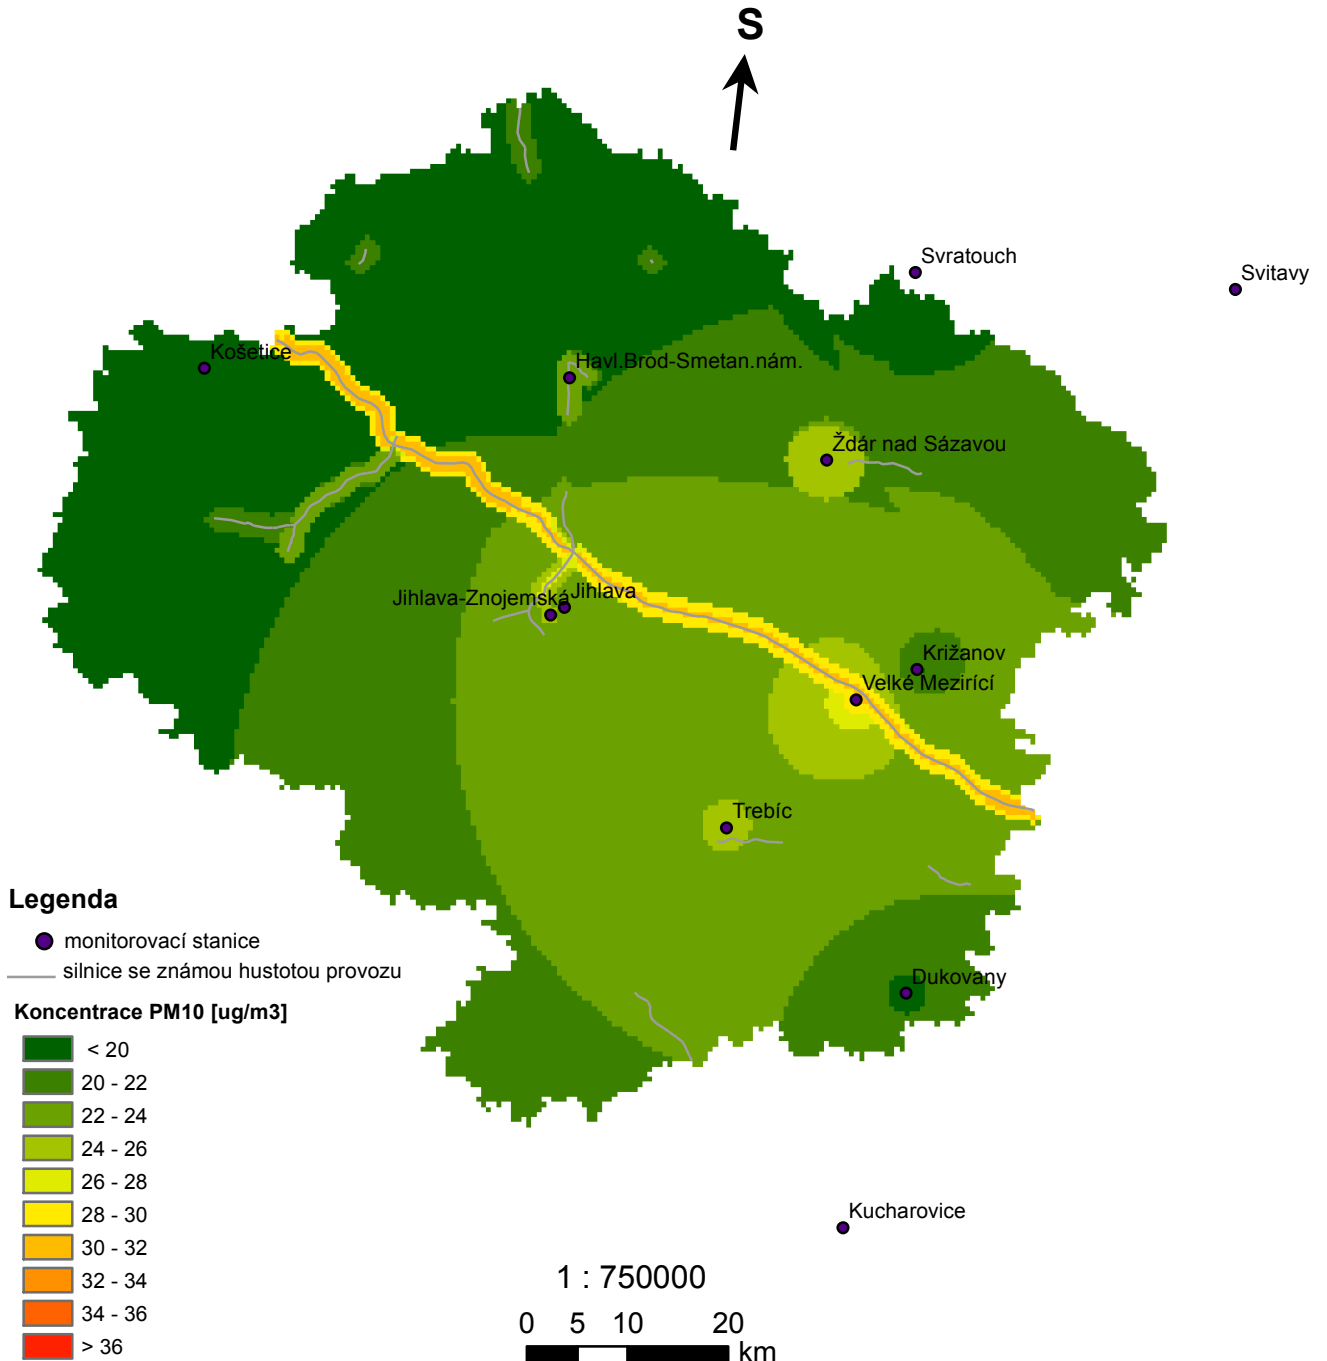 S
Svratouch
Svitavy
Košetice
Havl.Brod-Smetan.nám.
Ždár nad Sázavou
Jihlava-Znojemská
Jihlava
Križanov
Velké Mezirící
Trebíc
Legenda
monitorovací stanice
silnice se známou hustotou provozu
Dukovany
Koncentrace PM10 [ug/m3]
< 20
20 - 22
22 - 24
24 - 26
26 - 28
28 - 30
30 - 32
32 - 34
34 - 36
> 36
Kucharovice
1 : 750000
0 5 10 20
km